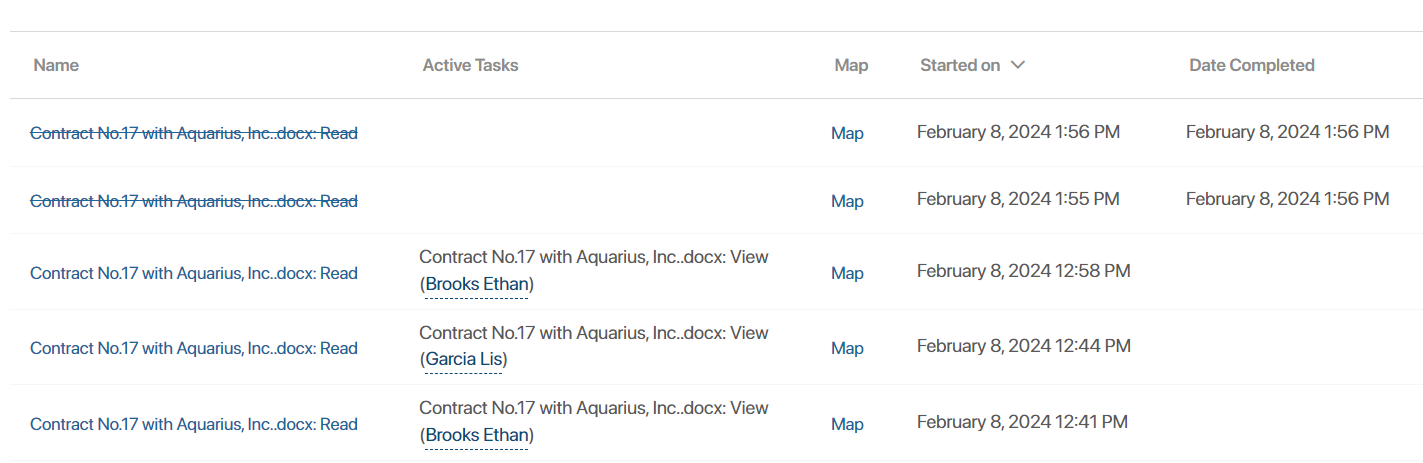 Name Active Tasks Map Started on Date Completed
Contract No.17 with Aquarius, Inc..docx: Read Map February 8, 2024 1:56 PM February 8, 2024 1:56 PM
Contract No.17 with Aquarius, Inc..docx: Read Map February 8, 2024 1:55 PM February 8, 2024 1:56 PM
Contract No.17 with Aquarius, Inc..docx: Read Contract No.17 with Aquarius, Inc..docx: View
(Brooks Ethan) Map February 8, 2024 12:58 PM
Contract No.17 with Aquarius, Inc..docx: Read Contract No.17 with Aquarius, Inc..docx: View
(Garcia Lis) Map February 8, 2024 12:44 PM
Contract No.17 with Aquarius, Inc..docx: Read Contract No.17 with Aquarius, Inc..docx: View
(Brooks Ethan) Map February 8, 2024 12:41 PM